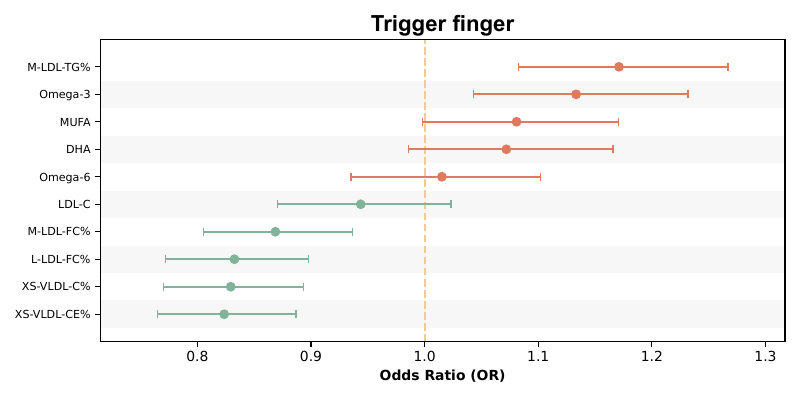 Trigger finger
M-LDL-TG%
Omega-3
MUFA
DHA
Omega-6
LDL-C
M-LDL-FC%
L-LDL-FC%
XS-VLDL-C%
XS-VLDL-CE%
0.8 0.9 1.0 1.1 1.2 1.3
Odds Ratio (OR)